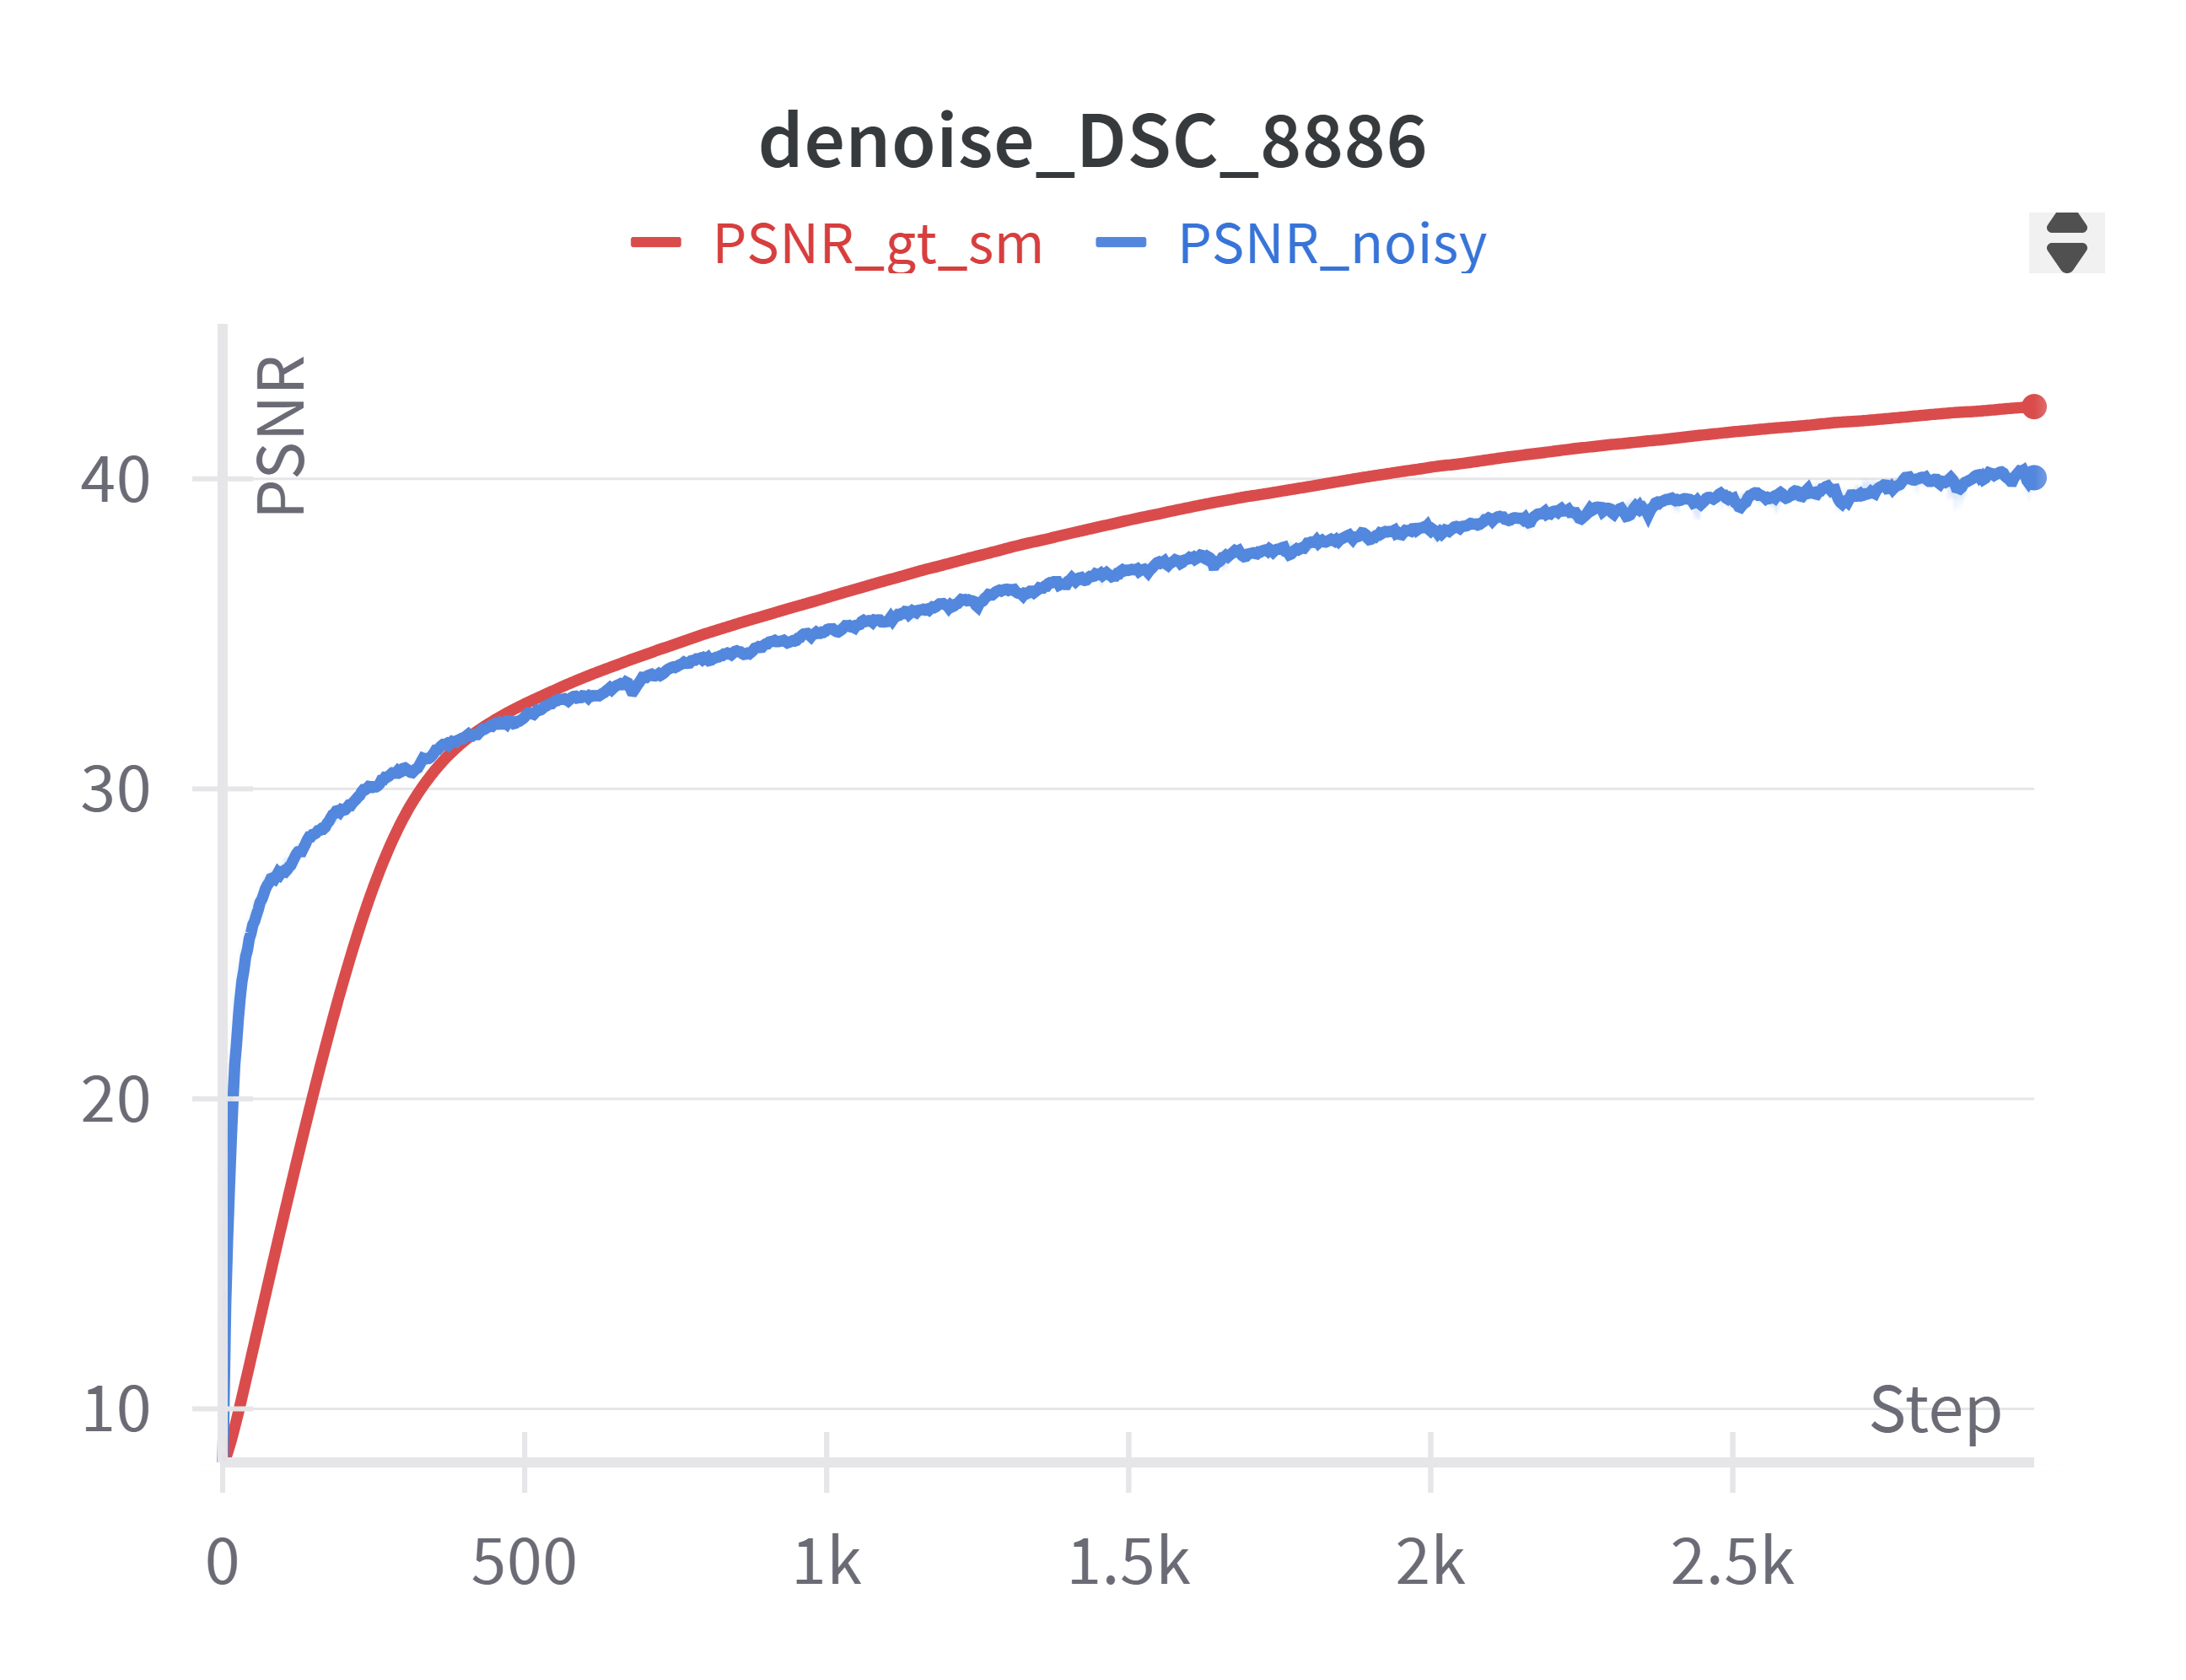 denoise_DSC_8886
PSNR_gt_sm PSNR_noisy
PSNR
40
30
20
10
Step
0 500 1k 1.5k 2k 2.5k